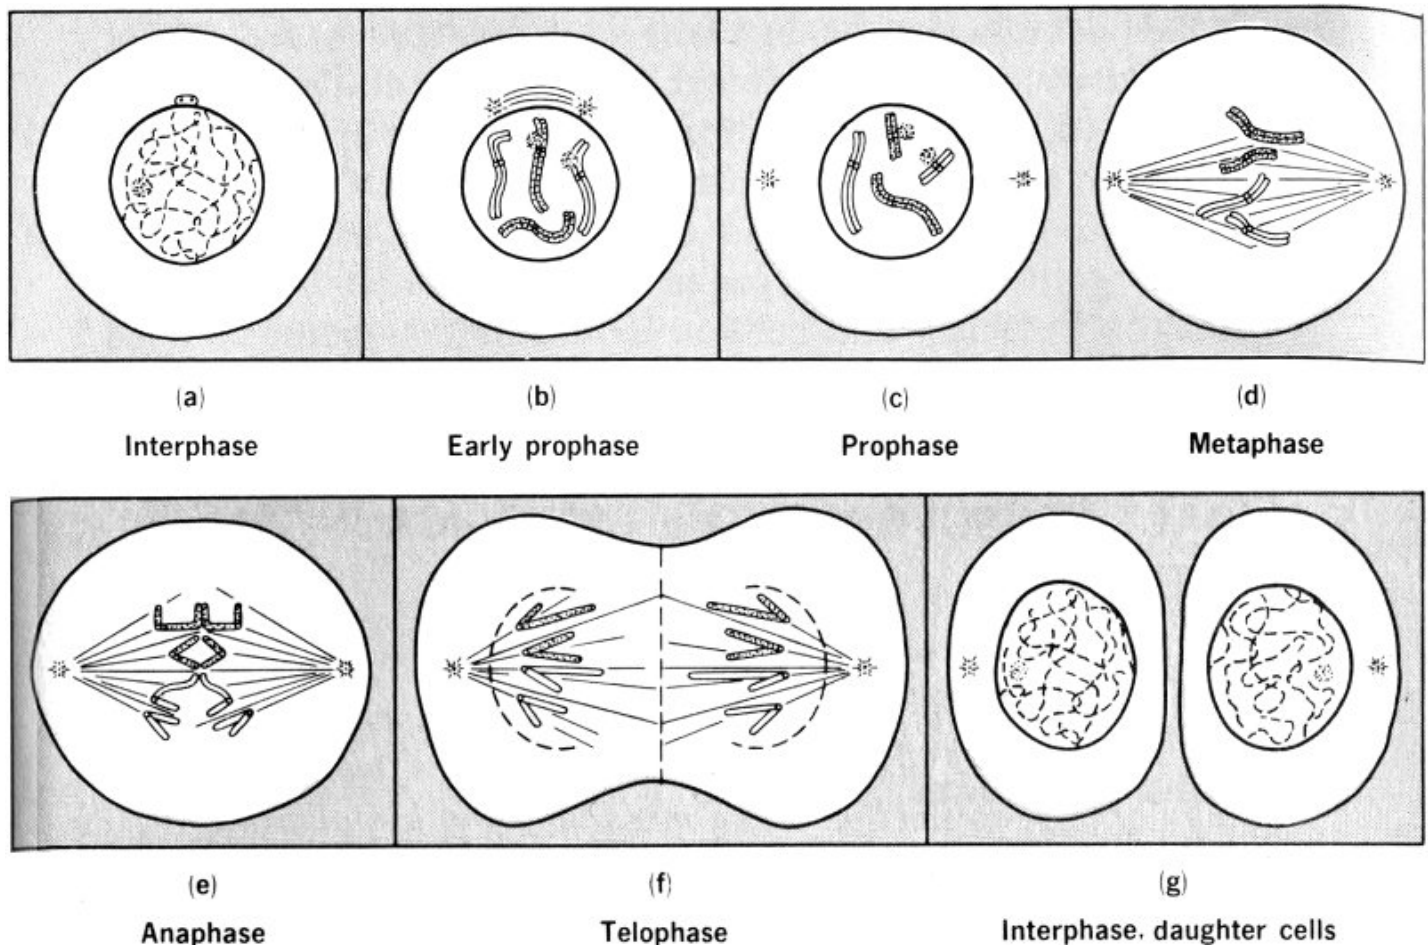 (a) (b) (c) (d)
Interphase Early prophase Prophase Metaphase
(e) (f) (g)
Anaphase Telophase Interphase, daughter cells